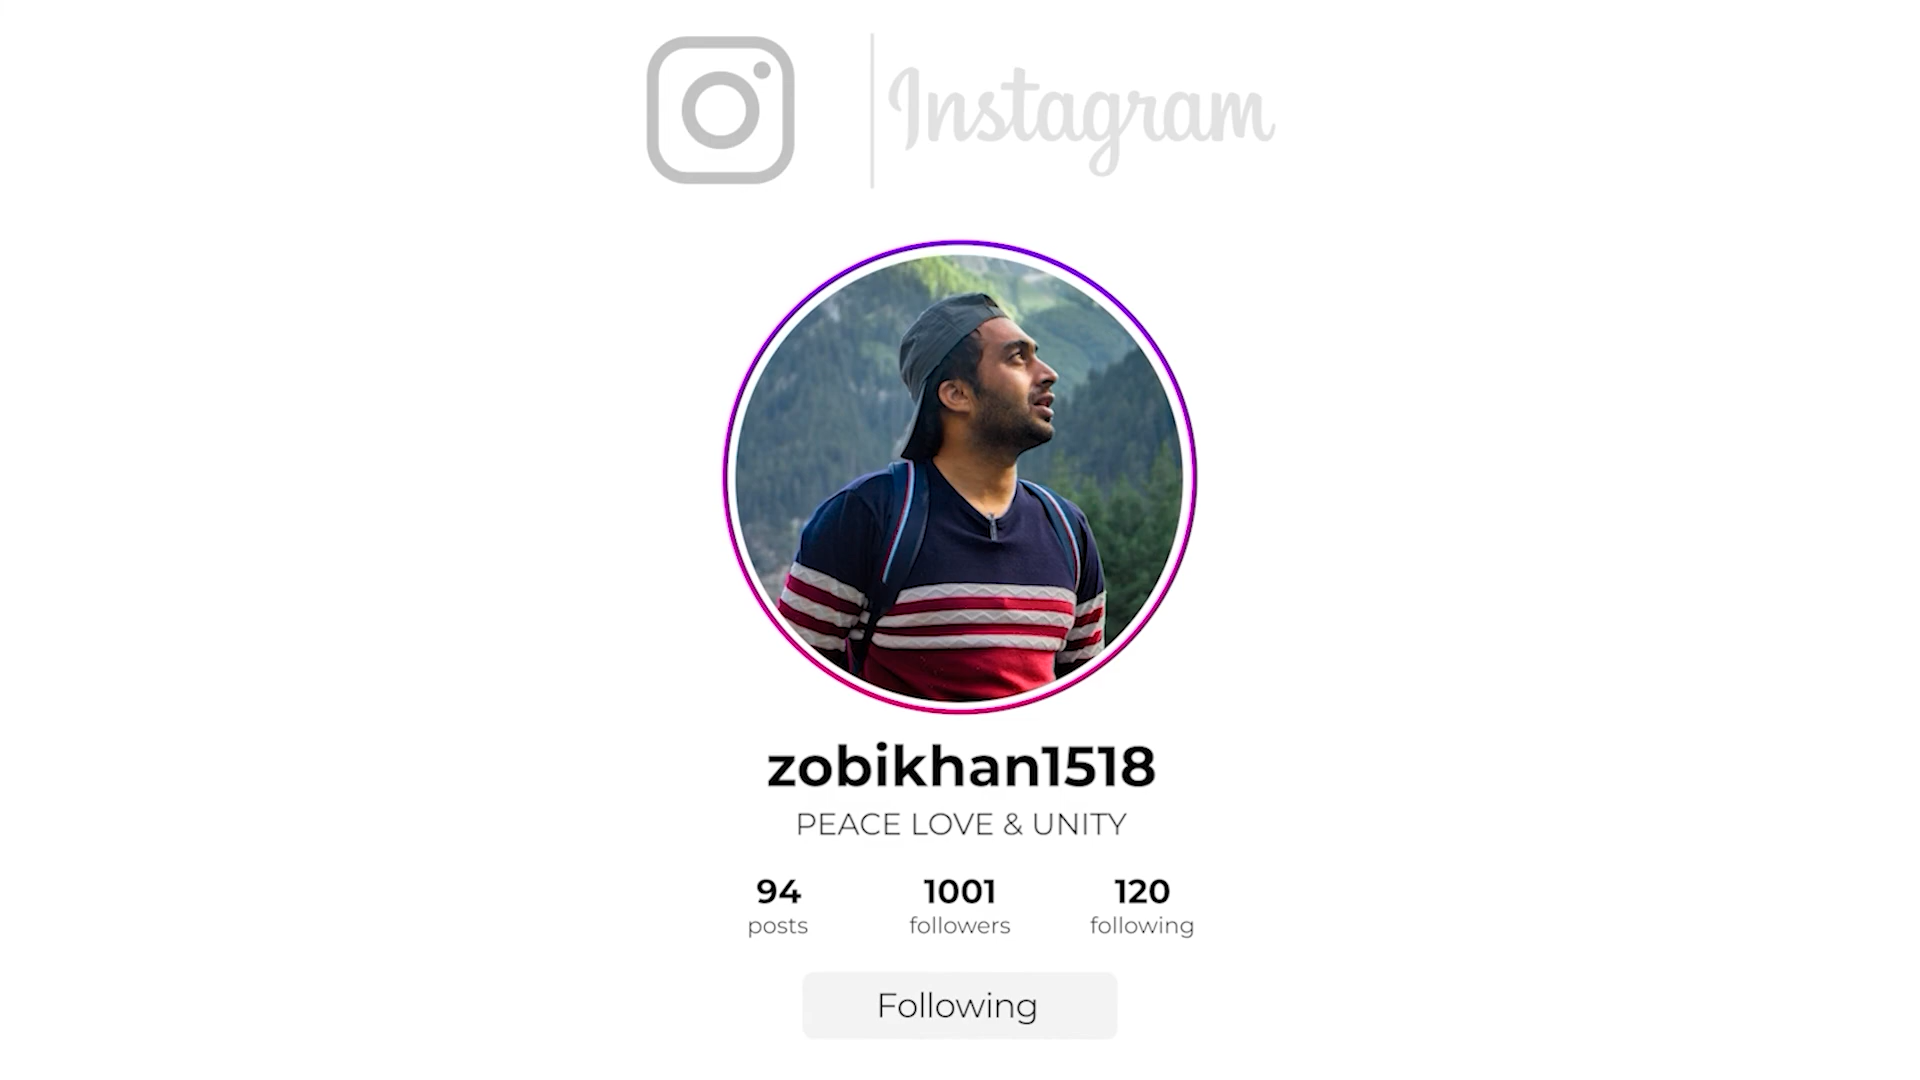 Instagram
zobikhan1518
PEACE LOVE & UNITY
94 1001 120
posts followers following
Following